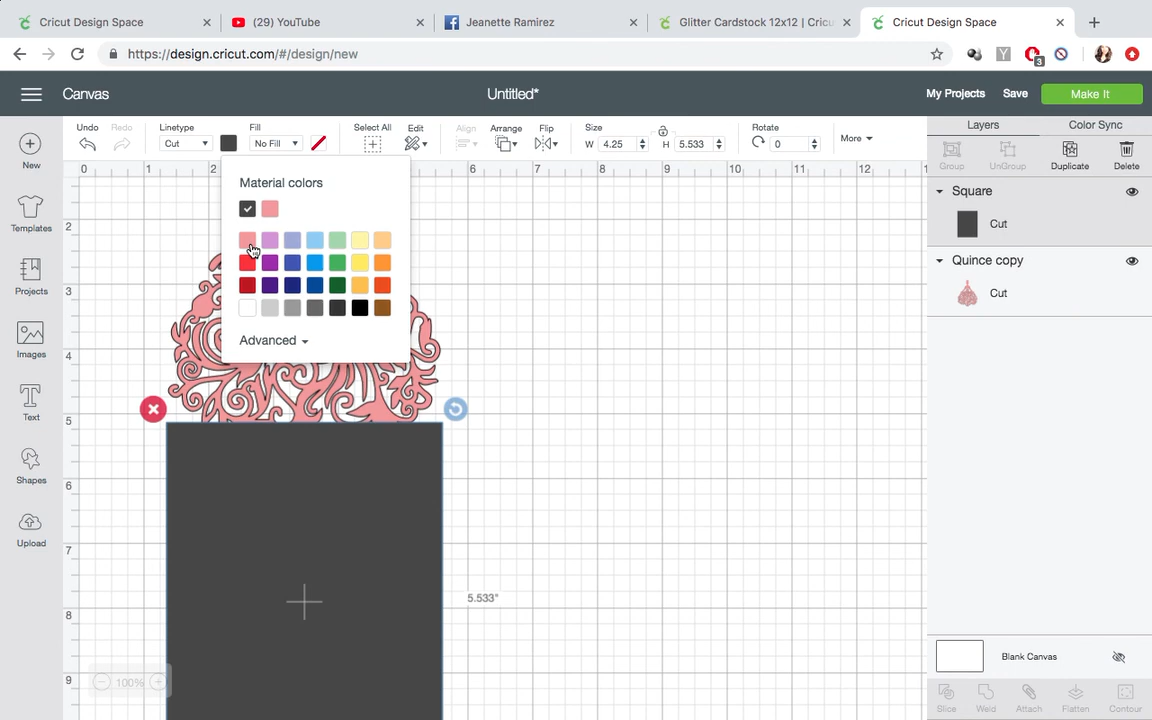 Cricut Design Space
(29) YouTube
Jeanette Ramirez
Glitter Cardstock 12x12 | Cricu
Cricut Design Space
https://design.cricut.com/#/design/new
Y
3
Canvas
Untitled*
My Projects
Save
Make It
Undo
Redo
Linetype
Fill
Select All
Edit
Align
Arrange
Flip
Size
Rotate
More
Cut
No Fill
W 4.25
H 5.533
0
Layers
Color Sync
Group
UnGroup
Duplicate
Delete
New
Templates
Projects
Images
Text
Shapes
Upload
0 1 2 6 7 8 9 10 11 12
2
3
4
5
6
7
8
9
Material colors
Advanced
5.533"
100%
Square
Cut
Quince copy
Cut
Blank Canvas
Slice
Weld
Attach
Flatten
Contour